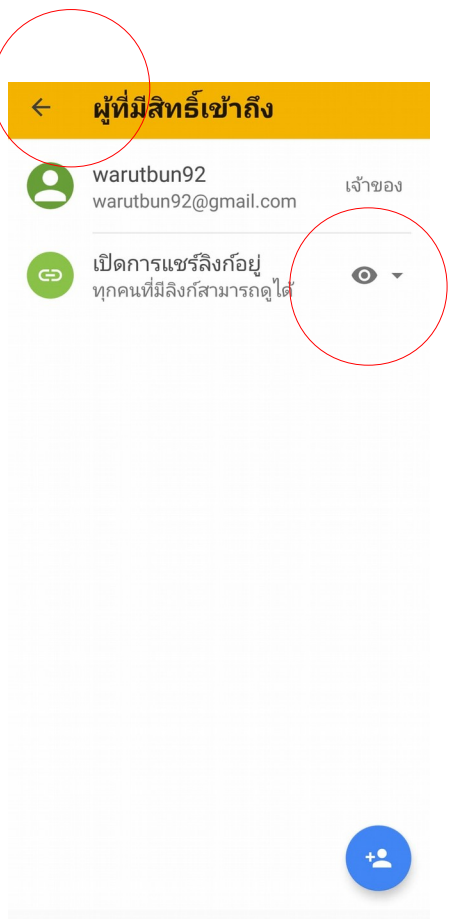 ผู้ที่มีสิทธิ์เข้าถึง
warutbun92
warutbun92@gmail.com
เจ้าของ
เปิดการแชร์ลิงก์อยู่
ทุกคนที่มีลิงก์สามารถดูได้